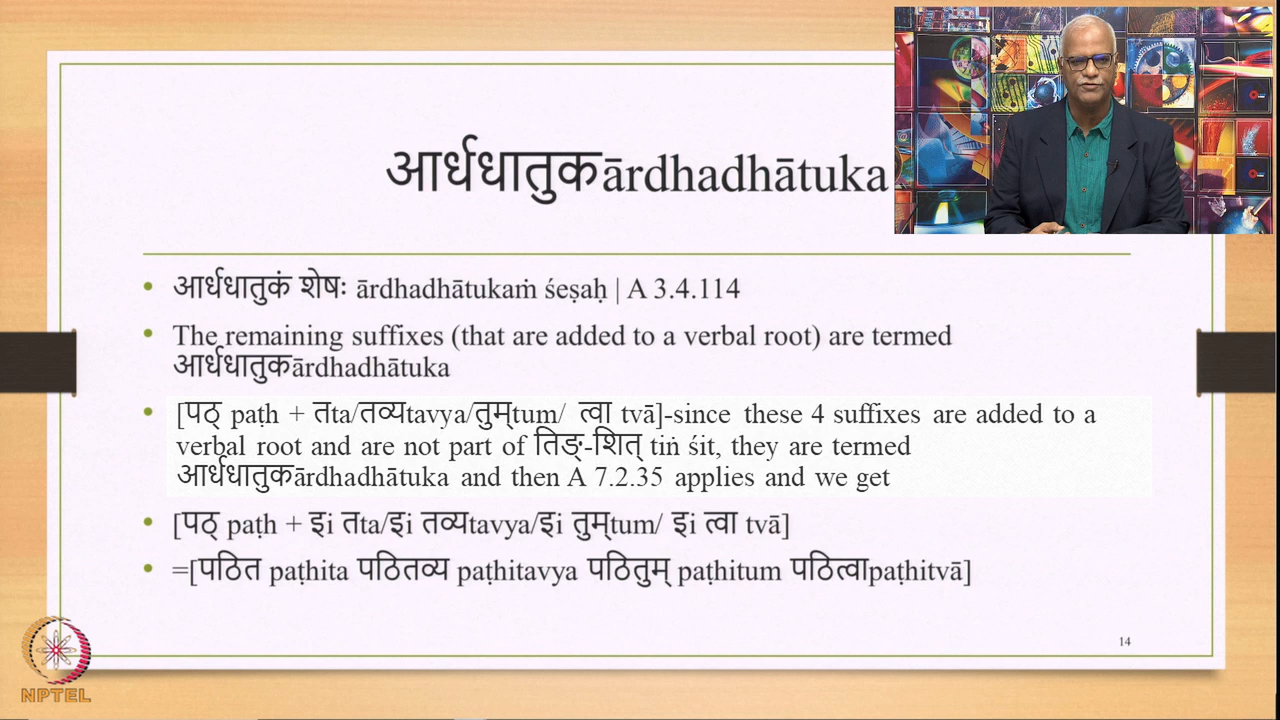 आर्धधातुकārdhadhātuka
• आर्धधातुकं शेषः ārdhadhātukaṁ śeṣaḥ | A 3.4.114
• The remaining suffixes (that are added to a verbal root) are termed
आर्धधातुकārdhadhātuka
• [पठ् paṭh + तta/तव्यtavya/तुम्tum/ त्वा tvā]-since these 4 suffixes are added to a
verbal root and are not part of तिङ्-शित् tiṅ śit, they are termed
आर्धधातुकārdhadhātuka and then A 7.2.35 applies and we get
• [पठ् paṭh + इi तta/इi तव्यtavya/इi तुम्tum/ इi त्वा tvā]
• =[पठित paṭhita पठितव्य paṭhitavya पठितुम् paṭhitum पठित्वाpaṭhitvā]
14
NPTEL